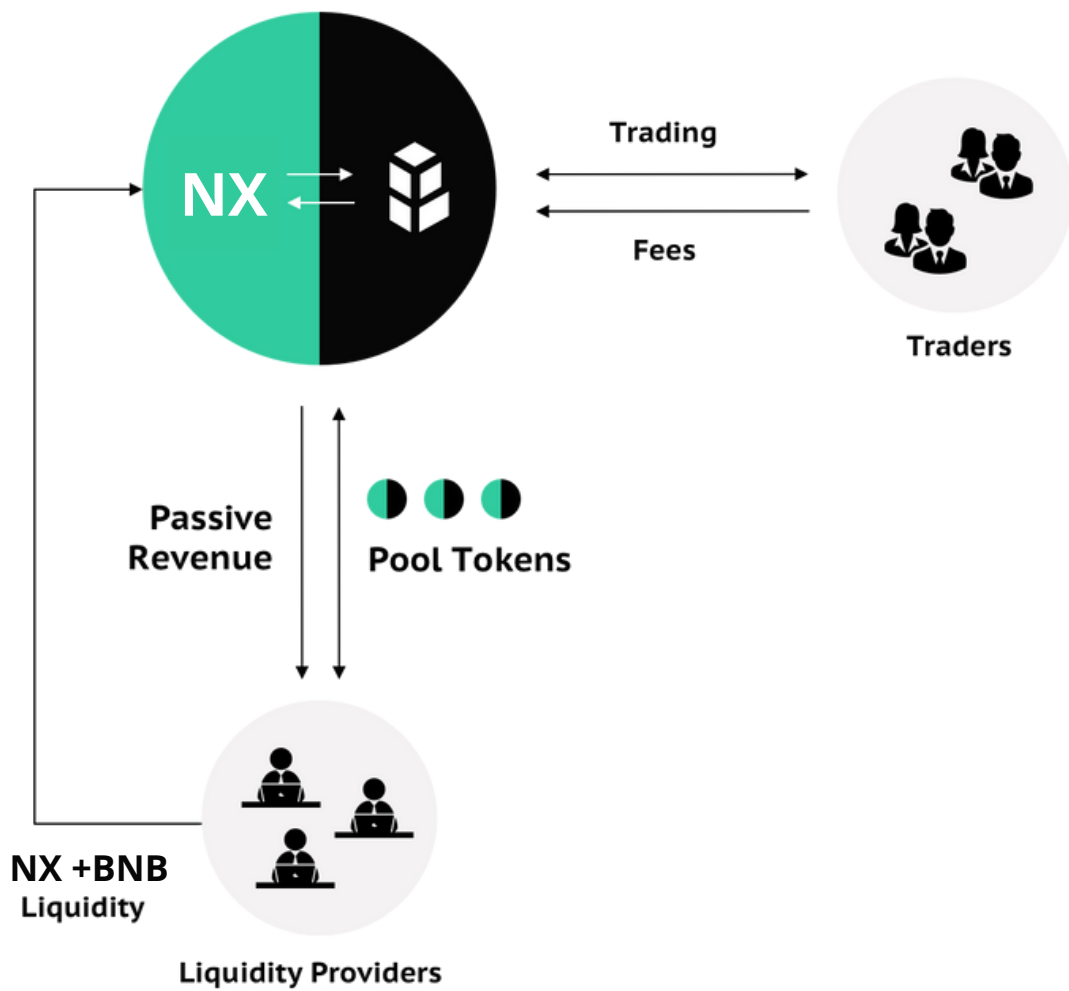 Trading
NX
Fees
Traders
Passive
Revenue
Pool Tokens
NX +BNB
Liquidity
Liquidity Providers